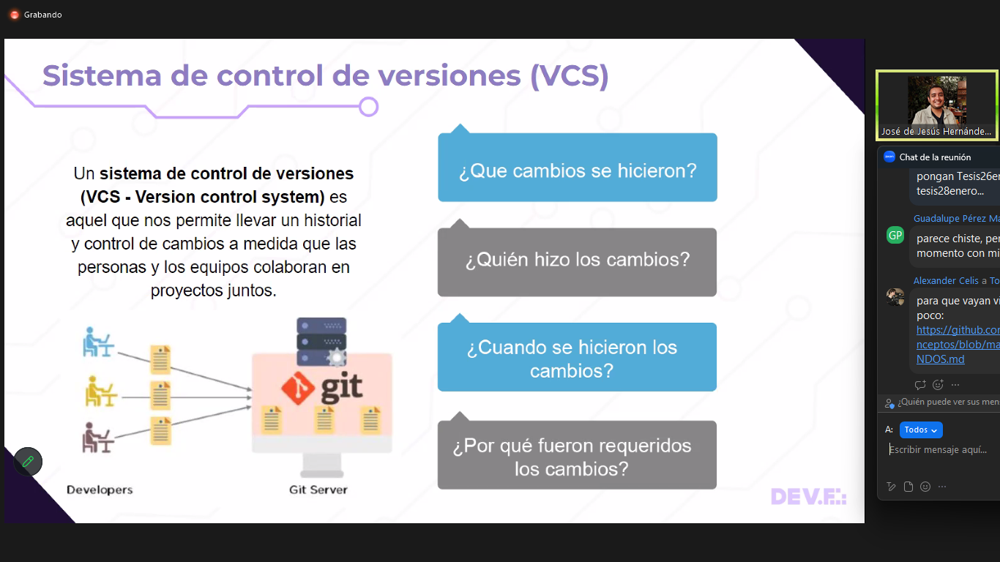 Grabando
Sistema de control de versiones (VCS)
Un sistema de control de versiones
(VCS - Version control system) es
aquel que nos permite llevar un historial
y control de cambios a medida que las
personas y los equipos colaboran en
proyectos juntos.
git
Developers
Git Server
¿Que cambios se hicieron?
¿Quién hizo los cambios?
¿Cuando se hicieron los
cambios?
¿Por qué fueron requeridos
los cambios?
DEV.F.:
José de Jesús Hernánde...
zoom
Chat de la reunión
pongan Tesis26en
tesis28enero...
Guadalupe Pérez Ma
GP
parece chiste, per
momento con mi
Alexander Celis a To
para que vayan vi
poco:
https://github.cor
nceptos/blob/ma
NDOS.md
¿Quién puede ver sus mens
A:
Todos
Escribir mensaje aquí...